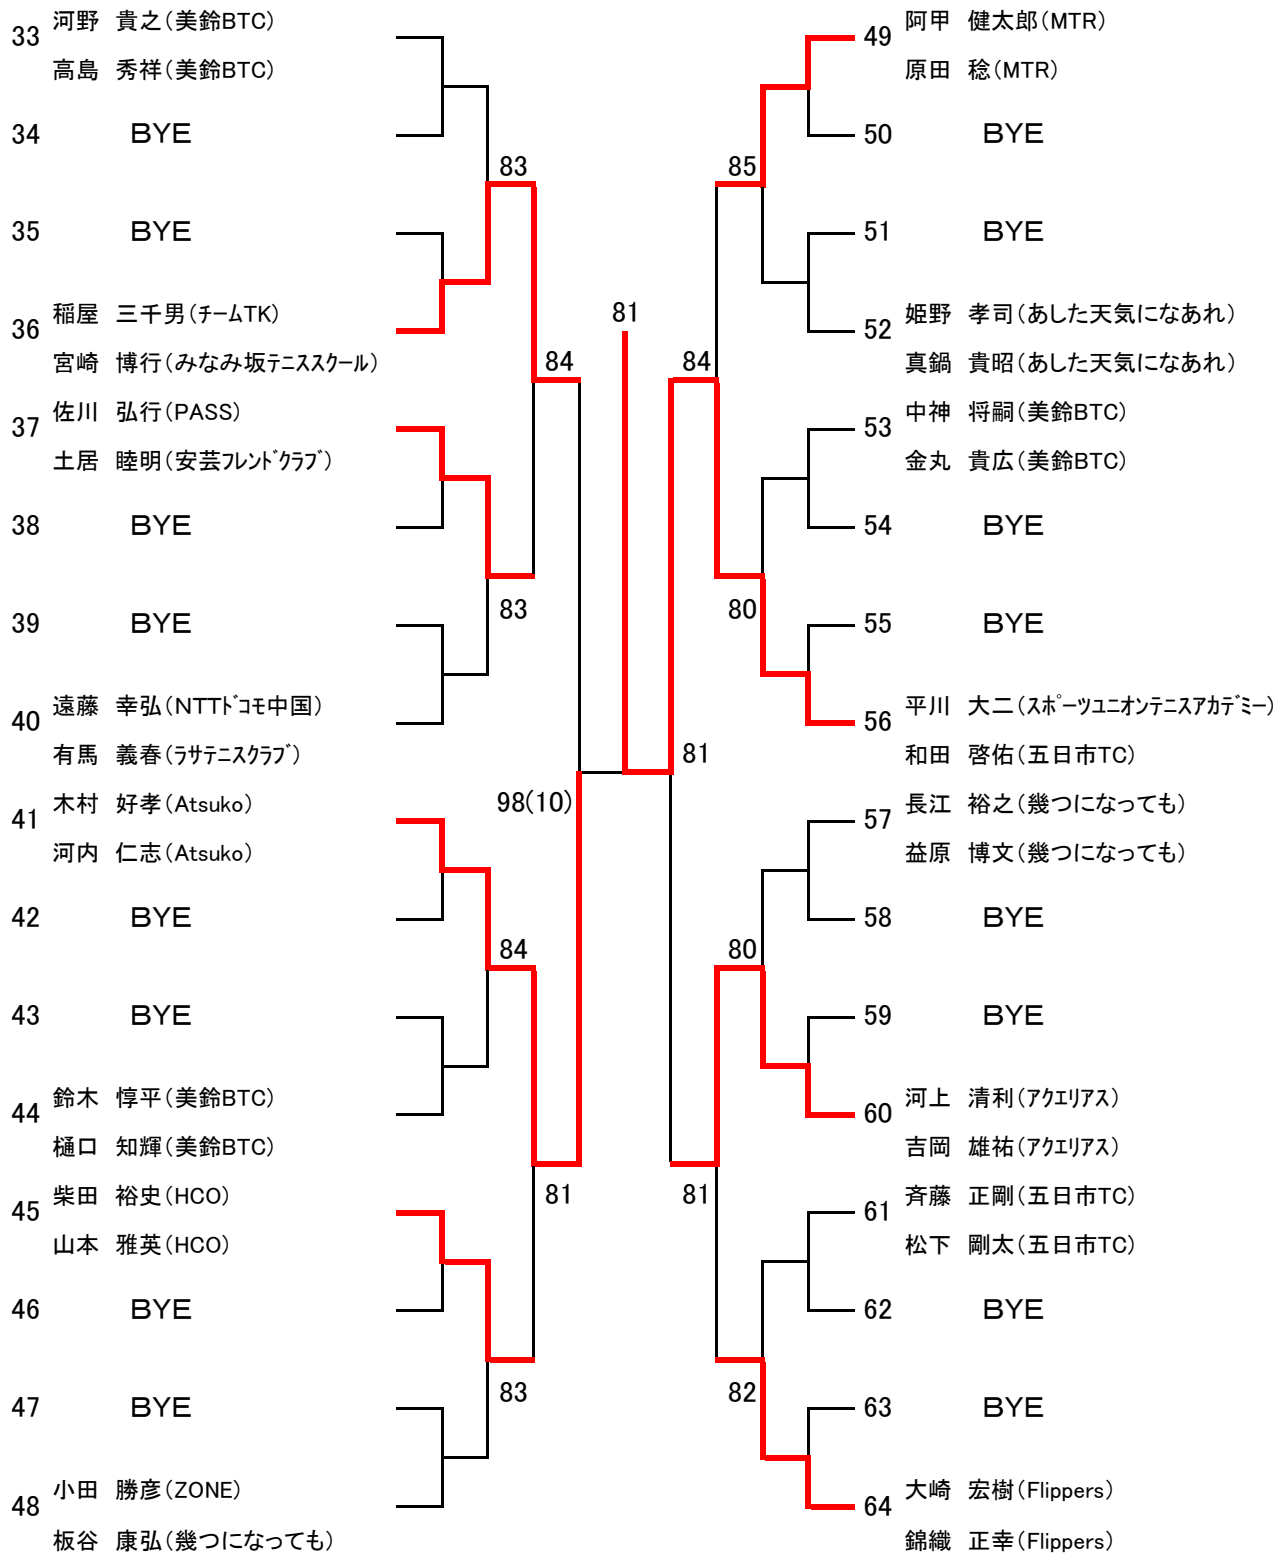 33 河野 貴之(美鈴BTC)
高島 秀祥(美鈴BTC)
34 BYE
83
35 BYE
36 稲屋 三千男(チームTK)
宮崎 博行(みなみ坂テニススクール)
84
37 佐川 弘行(PASS)
土居 睦明(安芸フレンドクラブ)
38 BYE
39 BYE
83
40 遠藤 幸弘(NTTドコモ中国)
有馬 義春(ラサテニスクラブ)
98(10)
41 木村 好孝(Atsuko)
河内 仁志(Atsuko)
42 BYE
84
43 BYE
44 鈴木 惇平(美鈴BTC)
樋口 知輝(美鈴BTC)
81
45 柴田 裕史(HCO)
山本 雅英(HCO)
46 BYE
83
47 BYE
48 小田 勝彦(ZONE)
板谷 康弘(幾つになっても)
81
49 阿甲 健太郎(MTR)
原田 稔(MTR)
50 BYE
85
51 BYE
52 姫野 孝司(あした天気になあれ)
真鍋 貴昭(あした天気になあれ)
84
53 中神 将嗣(美鈴BTC)
金丸 貴広(美鈴BTC)
54 BYE
80
55 BYE
56 平川 大二(スポーツユニオンテニスアカデミー)
和田 啓佑(五日市TC)
81
57 長江 裕之(幾つになっても)
益原 博文(幾つになっても)
58 BYE
80
59 BYE
60 河上 清利(アクエリアス)
吉岡 雄祐(アクエリアス)
81
61 斉藤 正剛(五日市TC)
松下 剛太(五日市TC)
62 BYE
82
63 BYE
64 大崎 宏樹(Flippers)
錦織 正幸(Flippers)